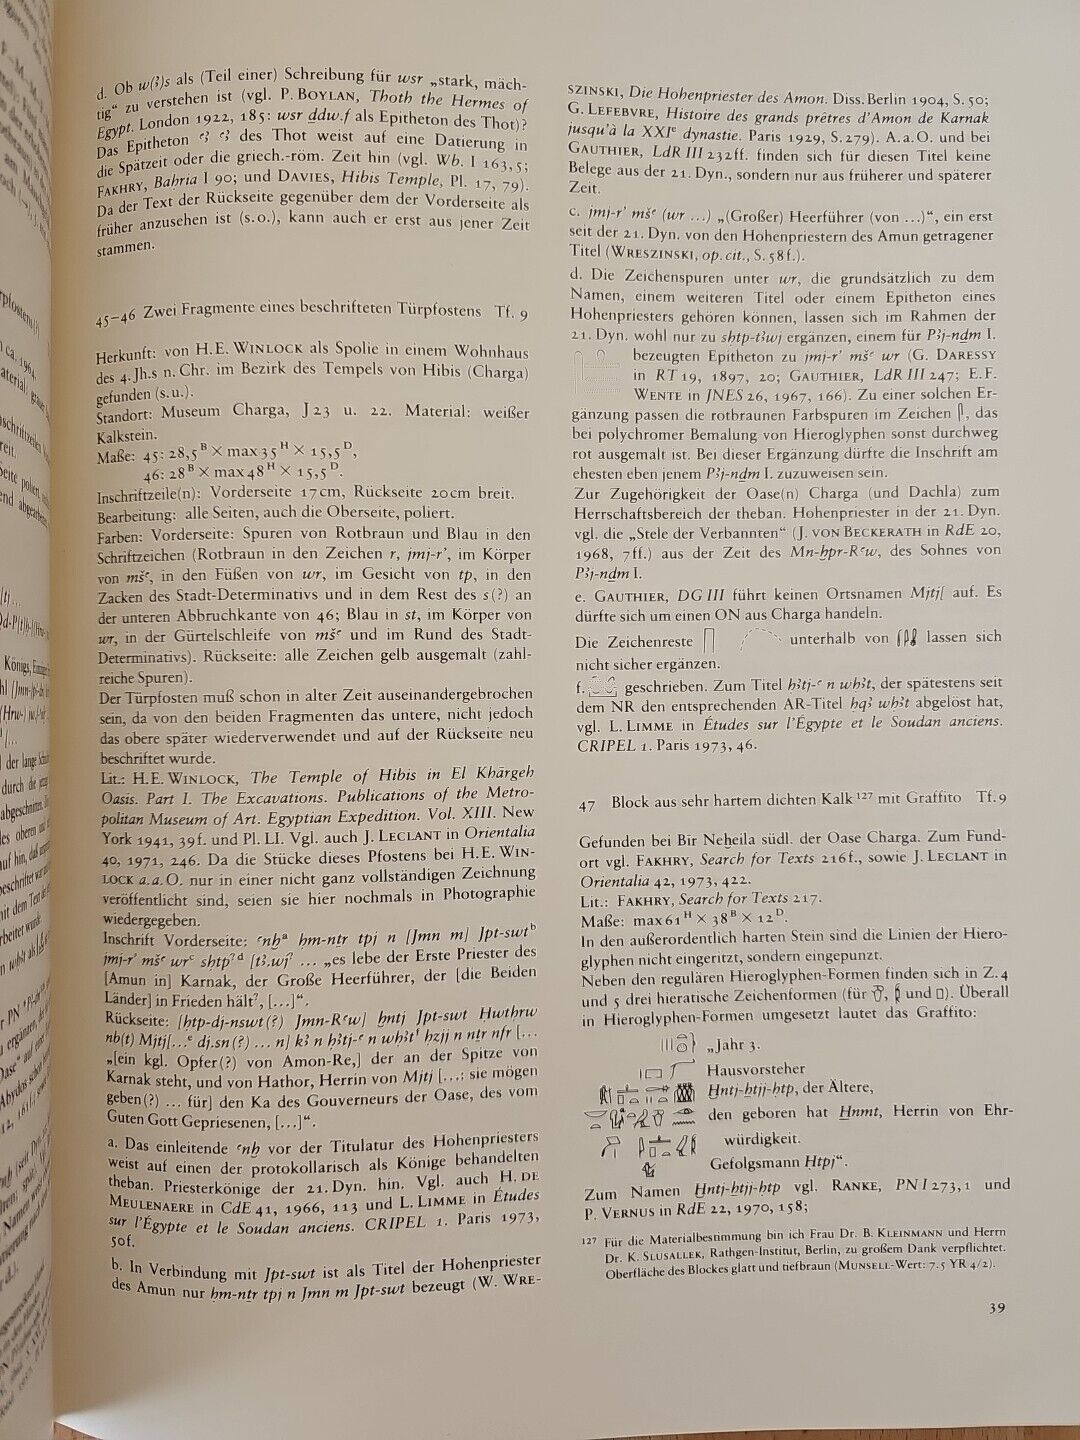 d. Ob w(ꜣ)s als (Teil einer) Schreibung für wsr „stark, mäch-
tig“ zu verstehen ist (vgl. P. BOYLAN, Thoth the Hermes of
Egypt. London 1922, 185: wsr ḏdw.f als Epitheton des Thot)?
Das Epitheton ꜥꜣ ꜥꜣ des Thot weist auf eine Datierung in
die Spätzeit oder die griech.-röm. Zeit hin (vgl. Wb. I 163,5;
FAKHRY, Baḥria I 90; und DAVIES, Hibis Temple, Pl. 17, 79).
Da der Text der Rückseite gegenüber dem der Vorderseite als
früher anzusehen ist (s.o.), kann auch er erst aus jener Zeit
stammen.
45–46 Zwei Fragmente eines beschrifteten Türpfostens Tf. 9
Herkunft: von H.E. WINLOCK als Spolie in einem Wohnhaus
des 4. Jh.s n. Chr. im Bezirk des Tempels von Hibis (Charga)
gefunden (s.u.).
Standort: Museum Charga, J 23 u. 22. Material: weißer
Kalkstein.
Maße: 45: 28,5ᴮ × max 35ᴴ × 15,5ᴰ,
46: 28ᴮ × max 48ᴴ × 15,5ᴰ.
Inschriftzeile(n): Vorderseite 17 cm, Rückseite 20 cm breit.
Bearbeitung: alle Seiten, auch die Oberseite, poliert.
Farben: Vorderseite: Spuren von Rotbraun und Blau in den
Schriftzeichen (Rotbraun in den Zeichen r, jmj-r', im Körper
von mšꜥ, in den Füßen von wr, im Gesicht von tp, in den
Zacken des Stadt-Determinativs und in dem Rest des s(?) an
der unteren Abbruchkante von 46; Blau in st, im Körper von
wr, in der Gürtelschleife von mšꜥ und im Rund des Stadt-
Determinativs). Rückseite: alle Zeichen gelb ausgemalt (zahl-
reiche Spuren).
Der Türpfosten muß schon in alter Zeit auseinandergebrochen
sein, da von den beiden Fragmenten das untere, nicht jedoch
das obere später wiederverwendet und auf der Rückseite neu
beschriftet wurde.
Lit.: H.E. WINLOCK, The Temple of Hibis in El Khārgeh
Oasis. Part I. The Excavations. Publications of the Metro-
politan Museum of Art. Egyptian Expedition. Vol. XIII. New
York 1941, 39f. und Pl. LI. Vgl. auch J. LECLANT in Orientalia
40, 1971, 246. Da die Stücke dieses Pfostens bei H.E. WIN-
LOCK a.a.O. nur in einer nicht ganz vollständigen Zeichnung
veröffentlicht sind, seien sie hier nochmals in Photographie
wiedergegeben.
Inschrift Vorderseite: ꜥnḫᵃ ḥm-nṯr tpj n [Jmn m] Jpt-swtᵇ
jmj-r' mšꜥ wrᶜ sḥtp?ᵈ [tꜣ.wj]? ... „es lebe der Erste Priester des
[Amun in] Karnak, der Große Heerführer, der [die Beiden
Länder] in Frieden hält?, [...]“.
Rückseite: [ḥtp-dj-nswt(?) Jmn-Rꜥw] ḫntj Jpt-swt Ḥwtḥrw
nb(t) Mjtj[...ᵉ dj.sn(?) ... n] kꜣ n ḥꜣtj-ꜥ n wḥꜣtᶠ ḥzjj n nṯr nfr [...
„[ein kgl. Opfer(?) von Amon-Re,] der an der Spitze von
Karnak steht, und von Hathor, Herrin von Mjtj [...; sie mögen
geben(?) ... für] den Ka des Gouverneurs der Oase, des vom
Guten Gott Gepriesenen, [...]“.
a. Das einleitende ꜥnḫ vor der Titulatur des Hohenpriesters
weist auf einen der protokollarisch als Könige behandelten
theban. Priesterkönige der 21. Dyn. hin. Vgl. auch H. DE
MEULENAERE in CdE 41, 1966, 113 und L. LIMME in Études
sur l'Égypte et le Soudan anciens. CRIPEL 1. Paris 1973,
50f.
b. In Verbindung mit Jpt-swt ist als Titel der Hohenpriester
des Amun nur ḥm-nṯr tpj n Jmn m Jpt-swt bezeugt (W. WRE-
SZINSKI, Die Hohenpriester des Amon. Diss. Berlin 1904, S. 50;
G. LEFEBVRE, Histoire des grands prêtres d'Amon de Karnak
jusqu'à la XXIᵉ dynastie. Paris 1929, S. 279). A.a.O. und bei
GAUTHIER, LdR III 232ff. finden sich für diesen Titel keine
Belege aus der 21. Dyn., sondern nur aus früherer und späterer
Zeit.
c. jmj-r' mšꜥ (wr ...) „(Großer) Heerführer (von ...)“, ein erst
seit der 21. Dyn. von den Hohenpriestern des Amun getragener
Titel (WRESZINSKI, op. cit., S. 58f.).
d. Die Zeichenspuren unter wr, die grundsätzlich zu dem
Namen, einem weiteren Titel oder einem Epitheton eines
Hohenpriesters gehören können, lassen sich im Rahmen der
21. Dyn. wohl nur zu sḥtp-tꜣwj ergänzen, einem für Pꜣj-nḏm I.
bezeugten Epitheton zu jmj-r' mšꜥ wr (G. DARESSY
in RT 19, 1897, 20; GAUTHIER, LdR III 247; E.F.
WENTE in JNES 26, 1967, 166). Zu einer solchen Er-
gänzung passen die rotbraunen Farbspuren im Zeichen 𓋴, das
bei polychromer Bemalung von Hieroglyphen sonst durchweg
rot ausgemalt ist. Bei dieser Ergänzung dürfte die Inschrift am
ehesten eben jenem Pꜣj-nḏm I. zuzuweisen sein.
Zur Zugehörigkeit der Oase(n) Charga (und Dachla) zum
Herrschaftsbereich der theban. Hohenpriester in der 21. Dyn.
vgl. die „Stele der Verbannten“ (J. VON BECKERATH in RdE 20,
1968, 7ff.) aus der Zeit des Mn-ḫpr-Rꜥw, des Sohnes von
Pꜣj-nḏm I.
e. GAUTHIER, DG III führt keinen Ortsnamen Mjtj[ auf. Es
dürfte sich um einen ON aus Charga handeln.
Die Zeichenreste unterhalb von lassen sich
nicht sicher ergänzen.
f. geschrieben. Zum Titel ḥꜣtj-ꜥ n wḥꜣt, der spätestens seit
dem NR den entsprechenden AR-Titel ḥqꜣ wḥꜣt abgelöst hat,
vgl. L. LIMME in Études sur l'Égypte et le Soudan anciens.
CRIPEL 1. Paris 1973, 46.
47 Block aus sehr hartem dichten Kalk¹²⁷ mit Graffito Tf. 9
Gefunden bei Bīr Neḫeila südl. der Oase Charga. Zum Fund-
ort vgl. FAKHRY, Search for Texts 216f., sowie J. LECLANT in
Orientalia 42, 1973, 422.
Lit.: FAKHRY, Search for Texts 217.
Maße: max 61ᴴ × 38ᴮ × 12ᴰ.
In den außerordentlich harten Stein sind die Linien der Hiero-
glyphen nicht eingeritzt, sondern eingepunzt.
Neben den regulären Hieroglyphen-Formen finden sich in Z. 4
und 5 drei hieratische Zeichenformen (für und ). Überall
in Hieroglyphen-Formen umgesetzt lautet das Graffito:
„Jahr 3.
Hausvorsteher
Ḫntj-ẖtjj-ḥtp, der Ältere,
den geboren hat Ḫnmt, Herrin von Ehr-
würdigkeit.
Gefolgsmann Ḥtpj“.
Zum Namen Ḫntj-ẖtjj-ḥtp vgl. RANKE, PN I 273,1 und
P. VERNUS in RdE 22, 1970, 158;
127 Für die Materialbestimmung bin ich Frau Dr. B. KLEINMANN und Herrn
Dr. K. SLUSALLEK, Rathgen-Institut, Berlin, zu großem Dank verpflichtet.
Oberfläche des Blockes glatt und tiefbraun (MUNSELL-Wert: 7.5 YR 4/2).
39